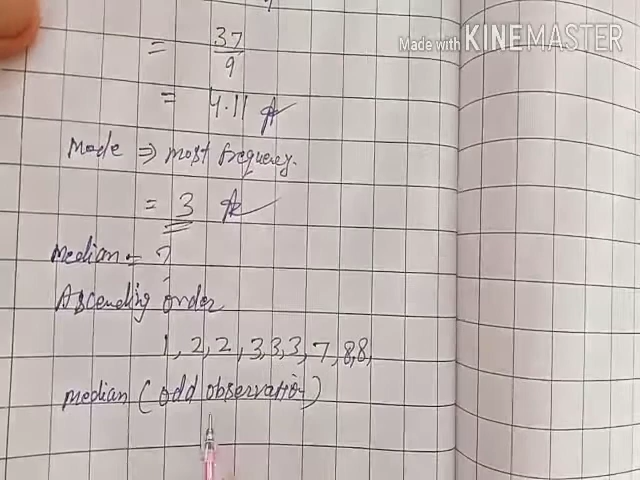 Made with KINEMASTER
= 37/9
= 4.11
Mode ⇒ most frequency.
= 3
Median = ?
Ascending order
1, 2, 2, 3, 3, 3, 7, 8, 8,
median (odd observation)